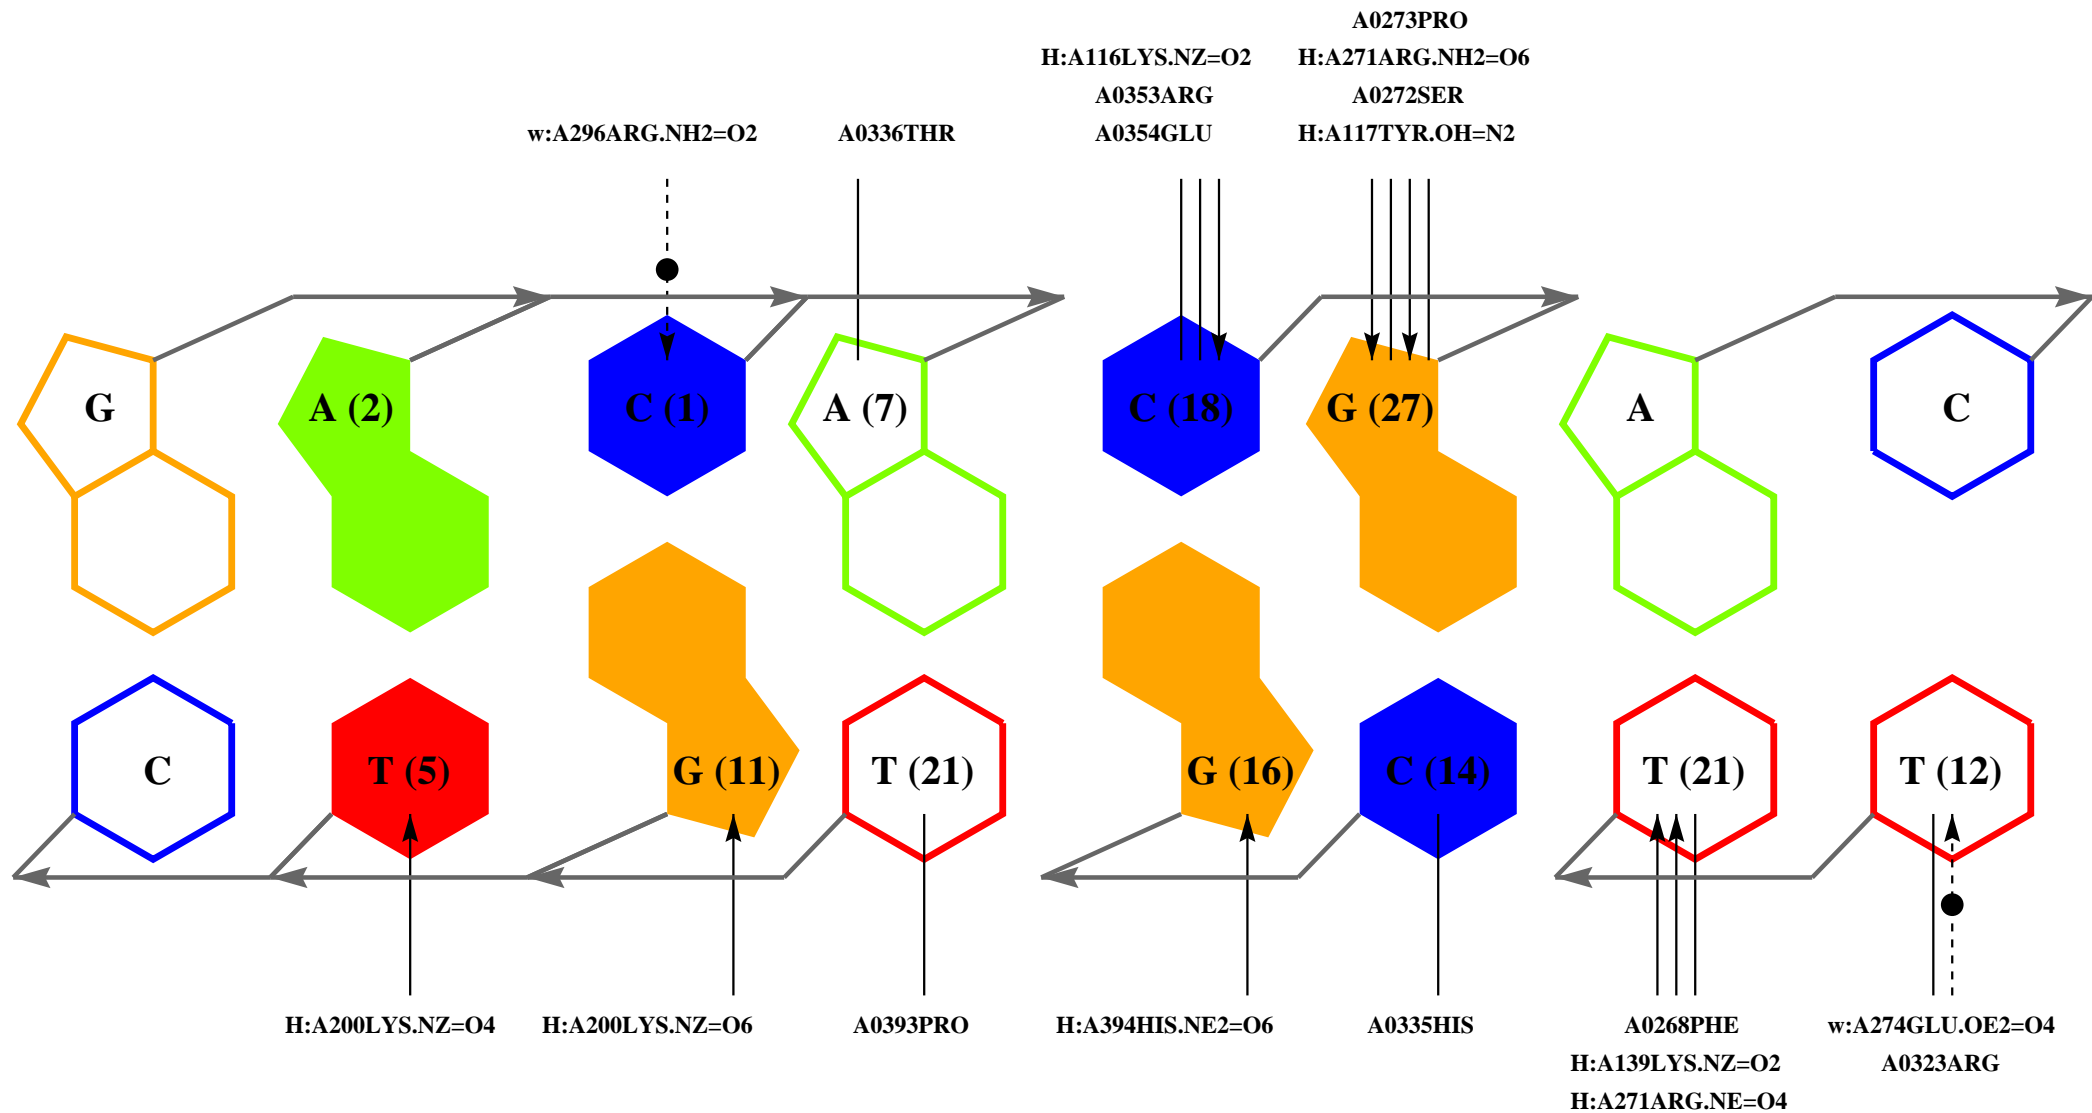 A0273PRO
H:A116LYS.NZ=O2 H:A271ARG.NH2=O6
A0353ARG A0272SER
w:A296ARG.NH2=O2 A0336THR A0354GLU H:A117TYR.OH=N2
G A (2) C (1) A (7) C (18) G (27) A C
C T (5) G (11) T (21) G (16) C (14) T (21) T (12)
H:A200LYS.NZ=O4 H:A200LYS.NZ=O6 A0393PRO H:A394HIS.NE2=O6 A0335HIS A0268PHE w:A274GLU.OE2=O4
H:A139LYS.NZ=O2 A0323ARG
H:A271ARG.NE=O4